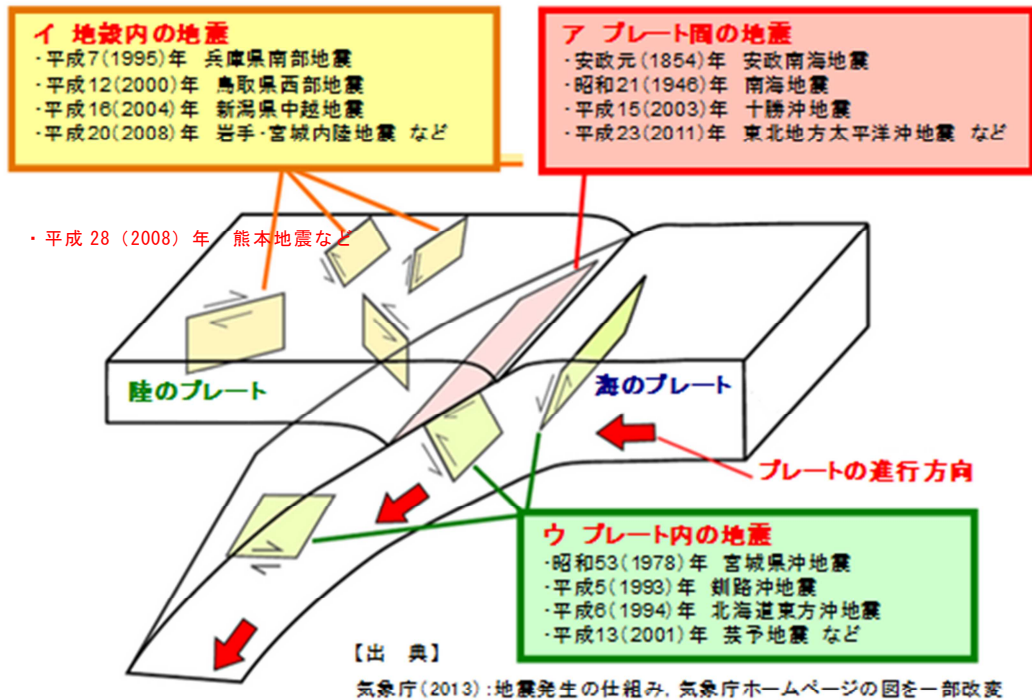 イ 地殻内の地震
・平成7(1995)年 兵庫県南部地震
・平成12(2000)年 鳥取県西部地震
・平成16(2004)年 新潟県中越地震
・平成20(2008)年 岩手・宮城内陸地震 など
・平成 28 (2008) 年 熊本地震など
ア プレート間の地震
・安政元(1854)年 安政南海地震
・昭和21(1946)年 南海地震
・平成15(2003)年 十勝沖地震
・平成23(2011)年 東北地方太平洋沖地震 など
陸のプレート
海のプレート
プレートの進行方向
ウ プレート内の地震
・昭和53(1978)年 宮城県沖地震
・平成5(1993)年 釧路沖地震
・平成6(1994)年 北海道東方沖地震
・平成13(2001)年 芸予地震 など
【出 典】
気象庁(2013):地震発生の仕組み, 気象庁ホームページの図を一部改変